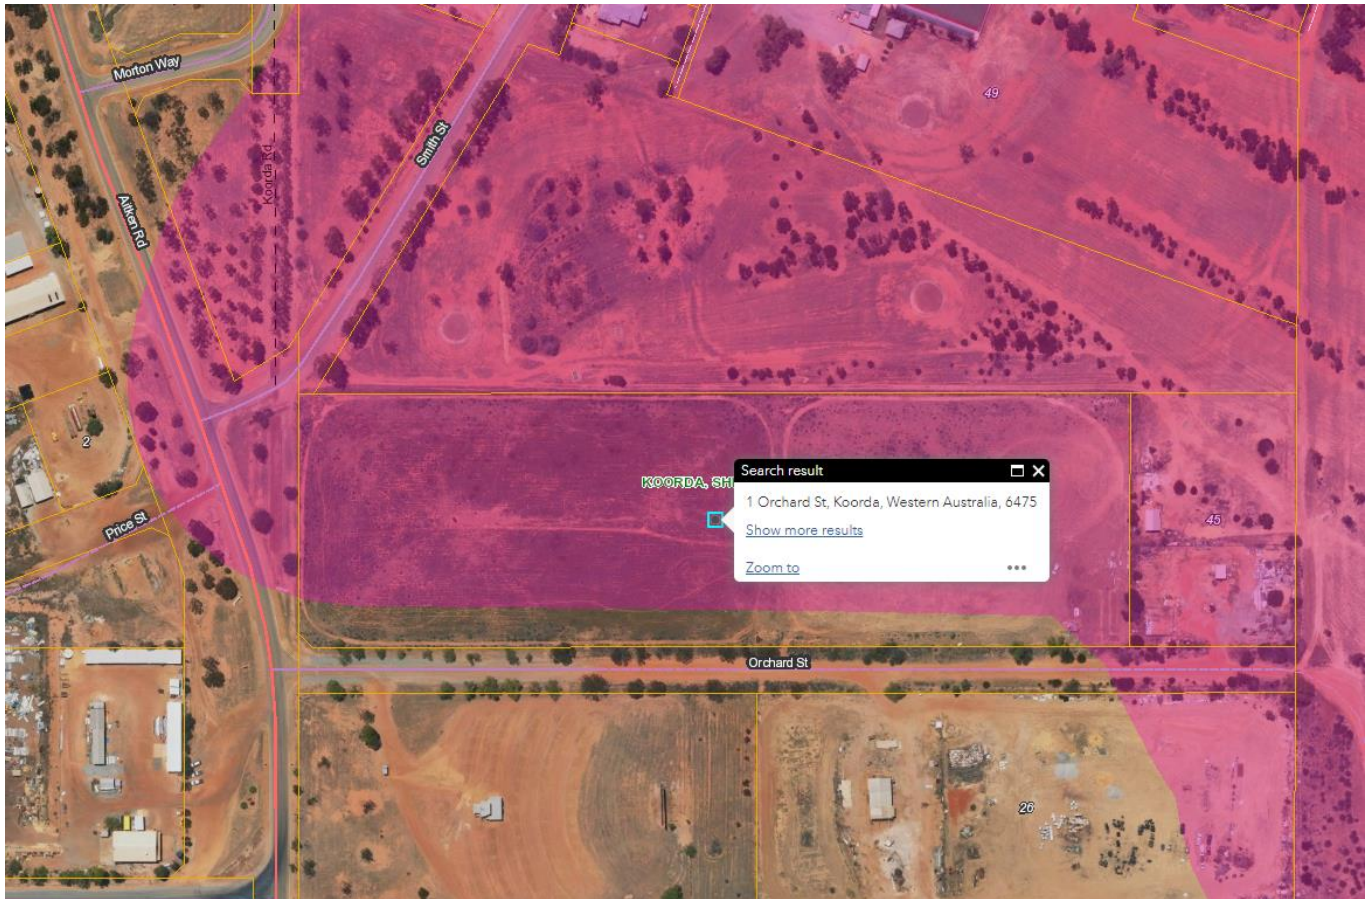 Morton Way
49
Smith St
Koorda Rd
Aitken Rd
2
KOORDA, SH
Search result
1 Orchard St, Koorda, Western Australia, 6475
Show more results
Zoom to
45
Price St
Orchard St
26